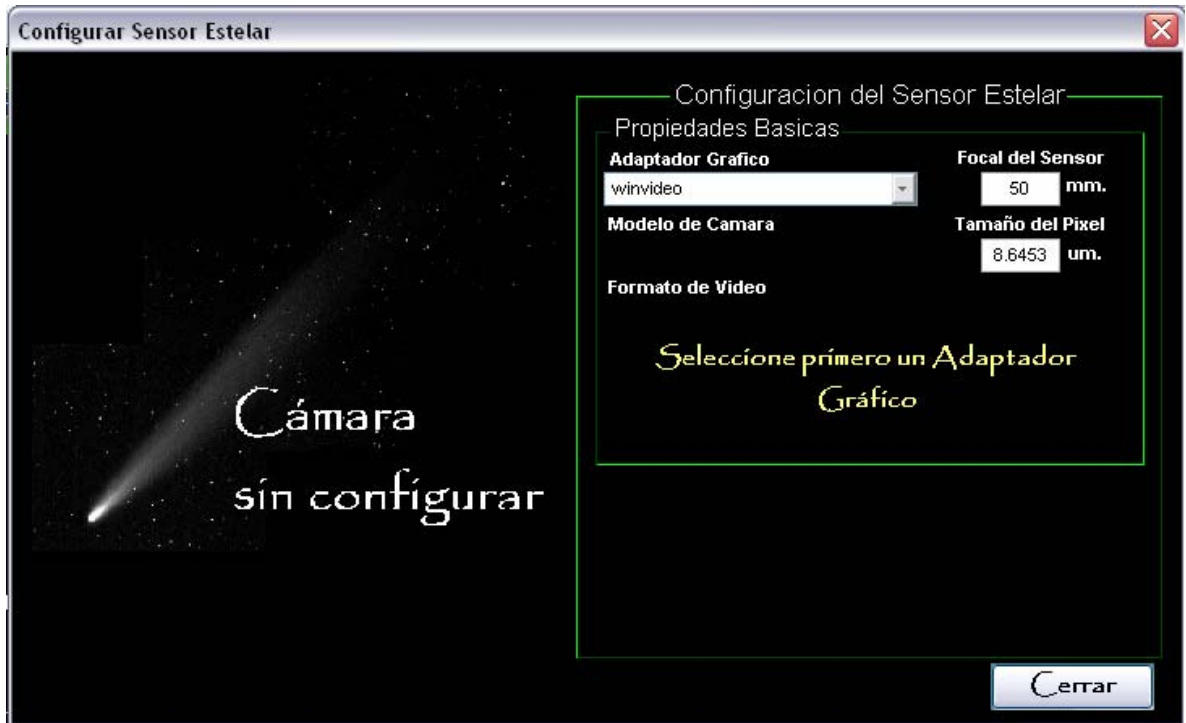 Configurar Sensor Estelar
Configuracion del Sensor Estelar
Propiedades Basicas
Adaptador Grafico
Focal del Sensor
winvideo
50 mm.
Modelo de Camara
Tamaño del Pixel
8.6453 um.
Formato de Video
Seleccione primero un Adaptador
Gráfico
Cámara
sin configurar
Cerrar